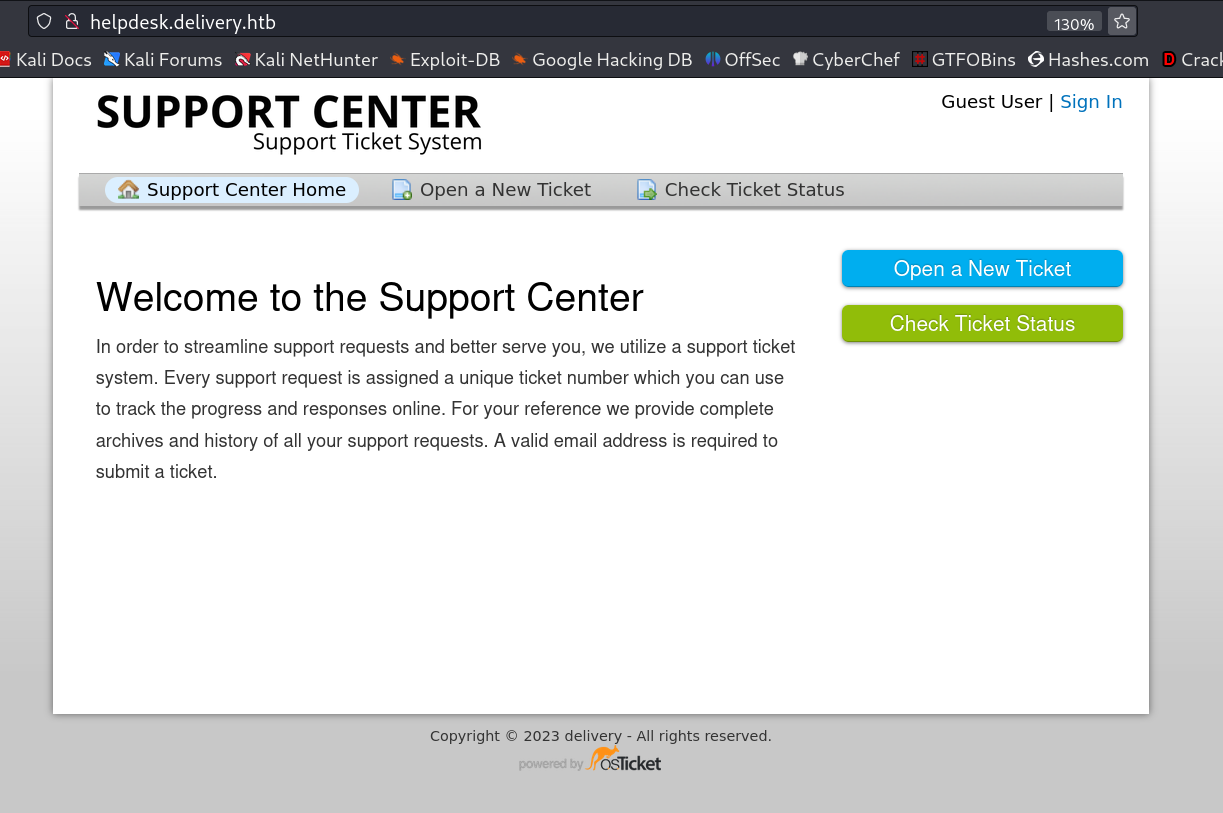 helpdesk.delivery.htb 130%
Kali Docs Kali Forums Kali NetHunter Exploit-DB Google Hacking DB OffSec CyberChef GTFOBins Hashes.com Crack
SUPPORT CENTER
Support Ticket System
Guest User | Sign In
Support Center Home Open a New Ticket Check Ticket Status
Open a New Ticket
Check Ticket Status
Welcome to the Support Center
In order to streamline support requests and better serve you, we utilize a support ticket
system. Every support request is assigned a unique ticket number which you can use
to track the progress and responses online. For your reference we provide complete
archives and history of all your support requests. A valid email address is required to
submit a ticket.
Copyright © 2023 delivery - All rights reserved.
powered by osTicket